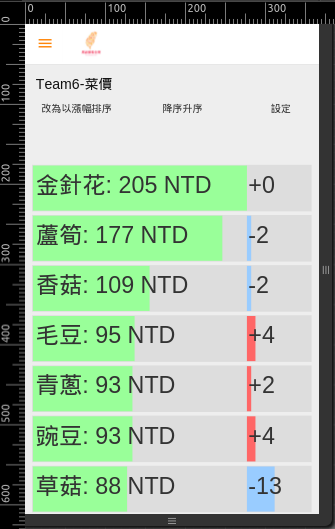 0 100 200 300
0
100
200
300
400
500
600
Team6-菜價
改為以漲幅排序 降序升序 設定
金針花: 205 NTD +0
蘆筍: 177 NTD -2
香菇: 109 NTD -2
毛豆: 95 NTD +4
青蔥: 93 NTD +2
豌豆: 93 NTD +4
草菇: 88 NTD -13